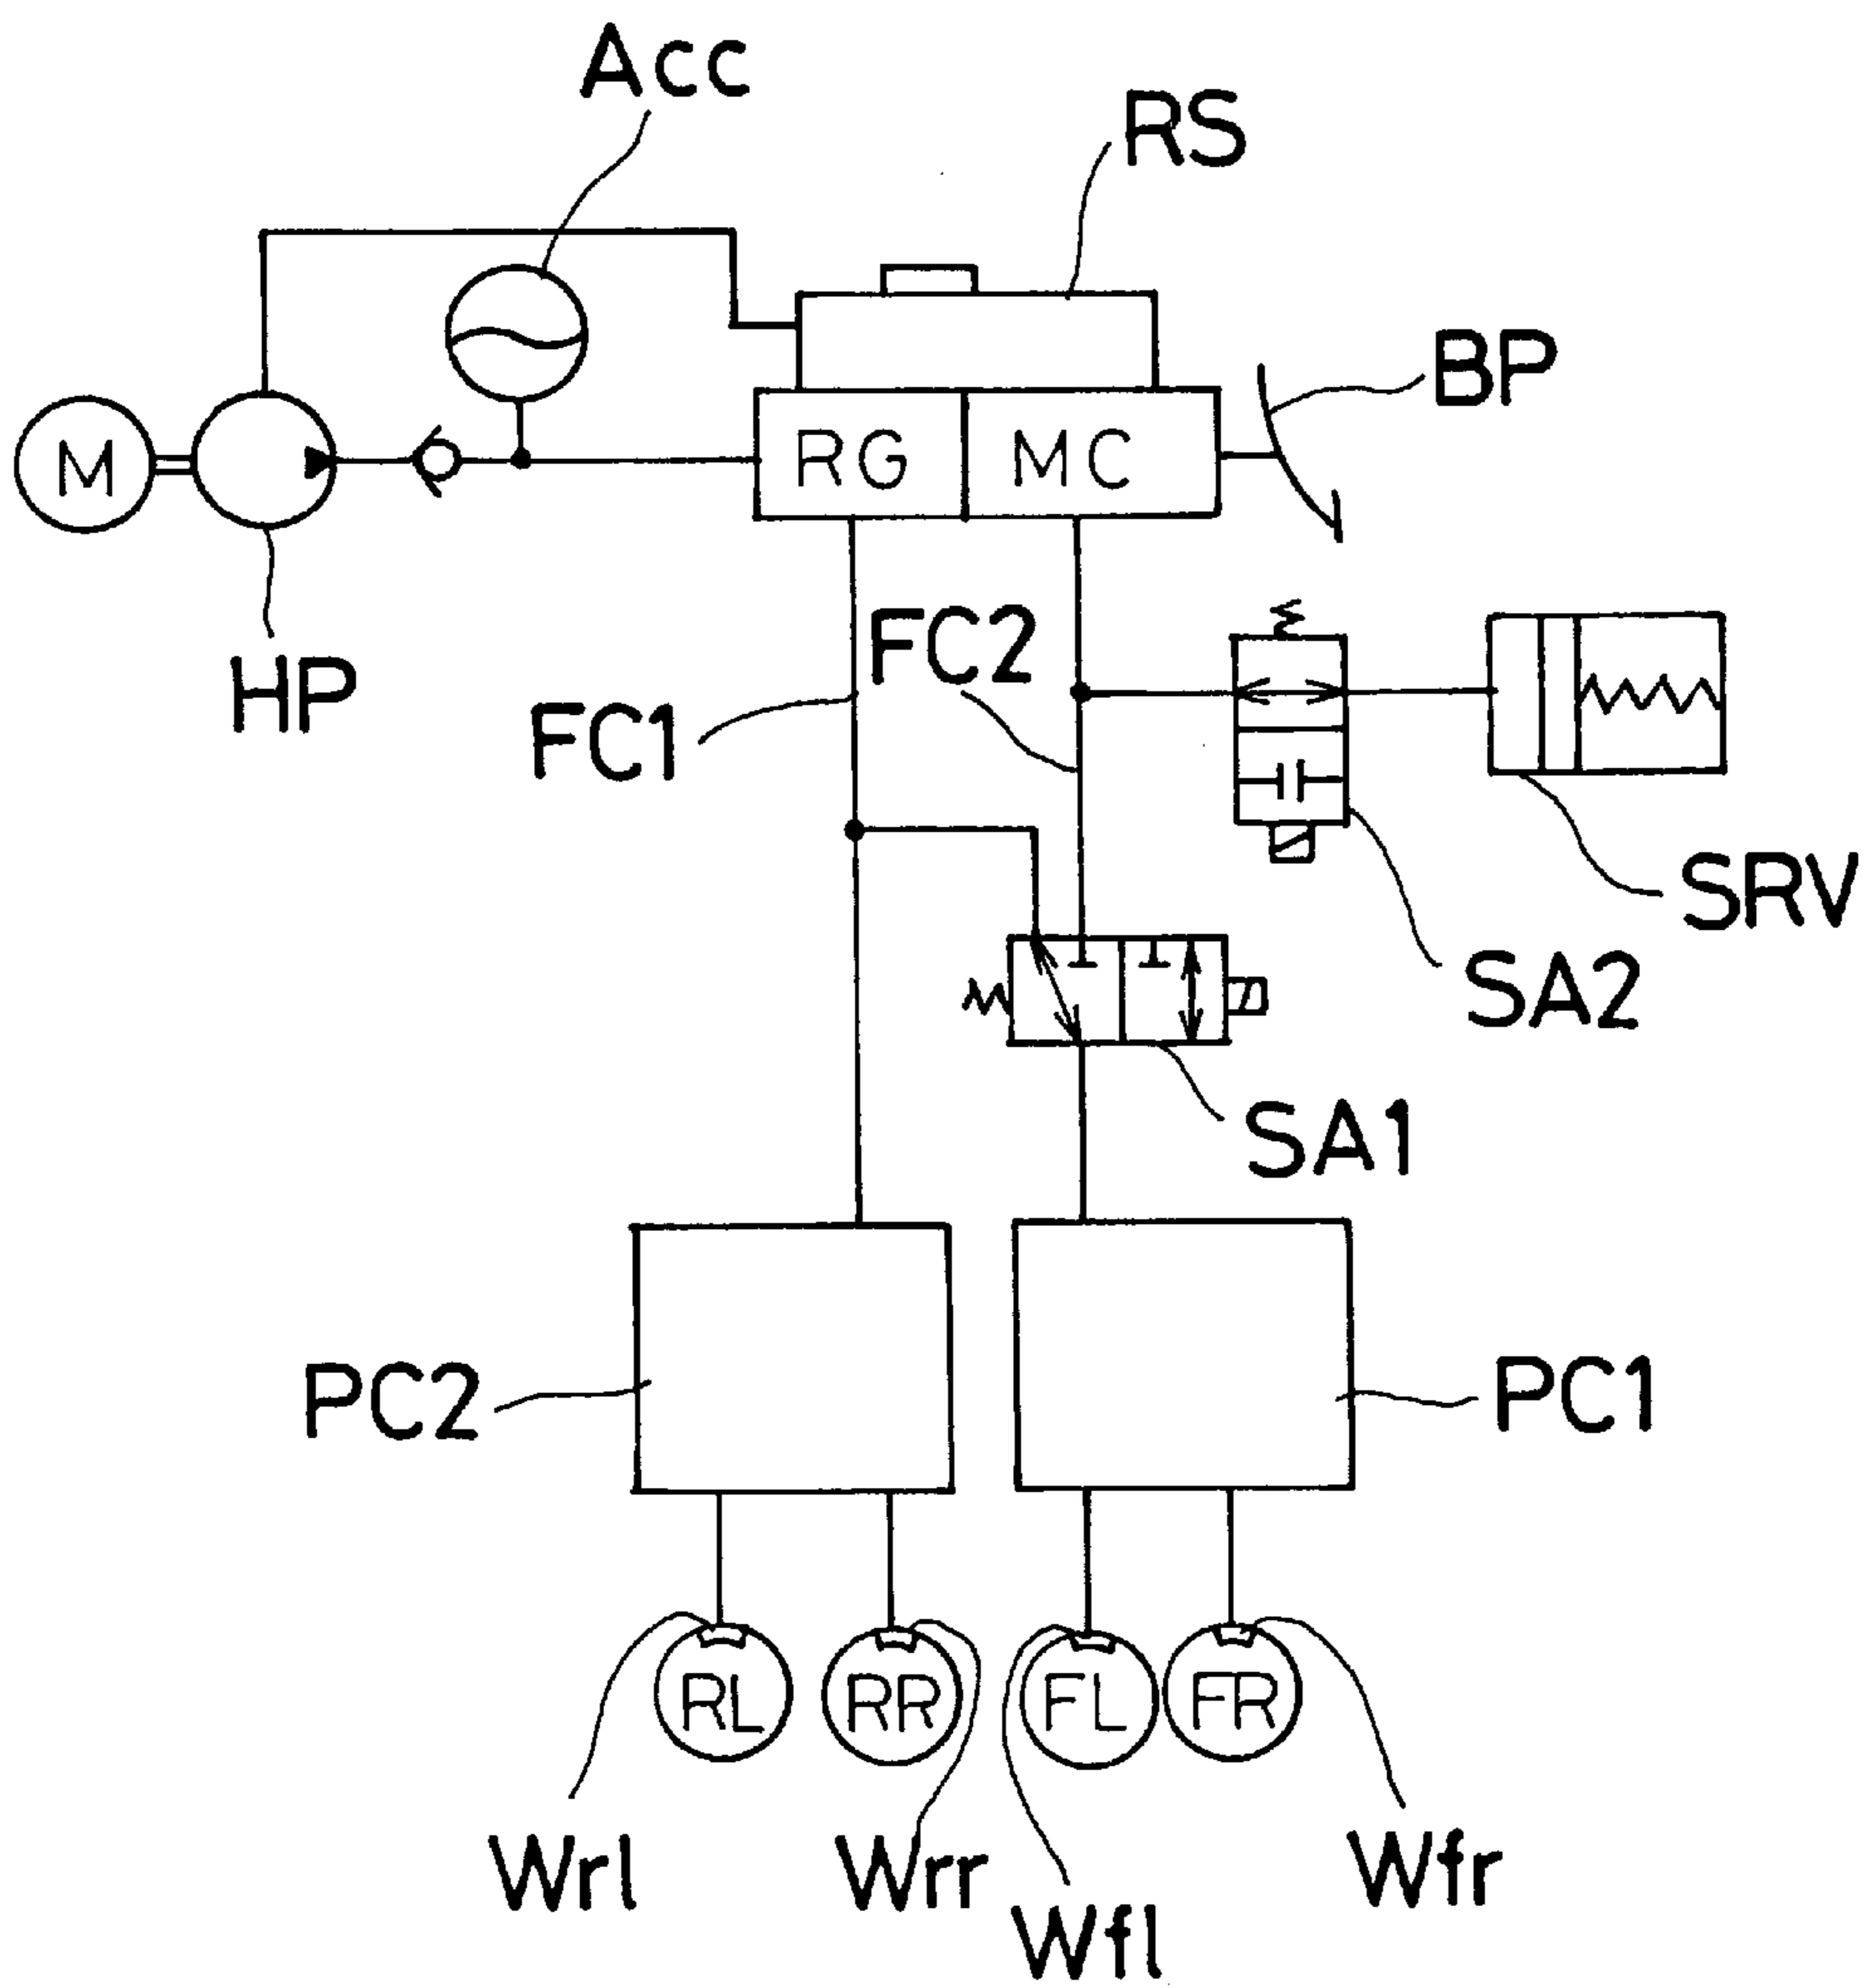 Acc
RS
BP
M
RG
MC
HP
FC2
FC1
SRV
SA2
SA1
PC2
PC1
RL
RR
FL
FR
Wrl
Wrr
Wfr
Wfl